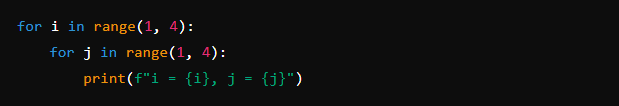 for i in range(1, 4):
    for j in range(1, 4):
        print(f"i = {i}, j = {j}")